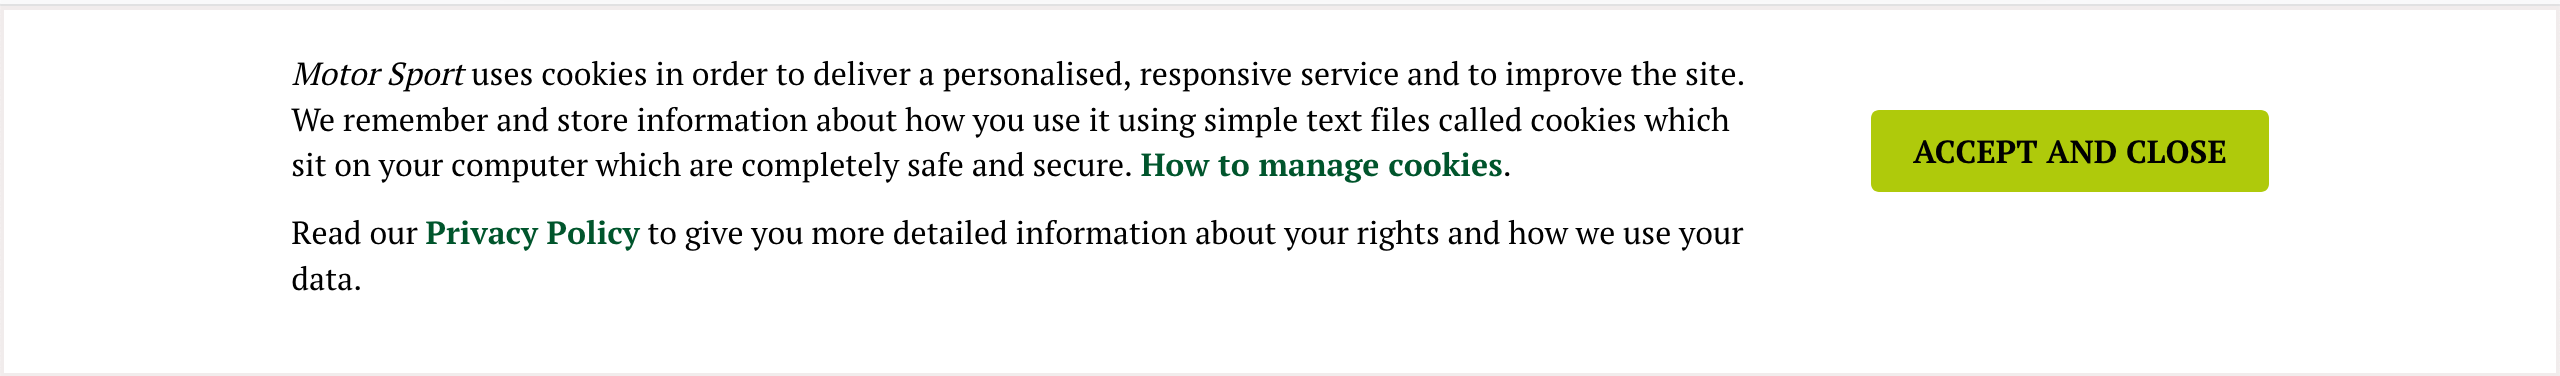 Motor Sport uses cookies in order to deliver a personalised, responsive service and to improve the site.
We remember and store information about how you use it using simple text files called cookies which
sit on your computer which are completely safe and secure. How to manage cookies.
Read our Privacy Policy to give you more detailed information about your rights and how we use your
data.
ACCEPT AND CLOSE